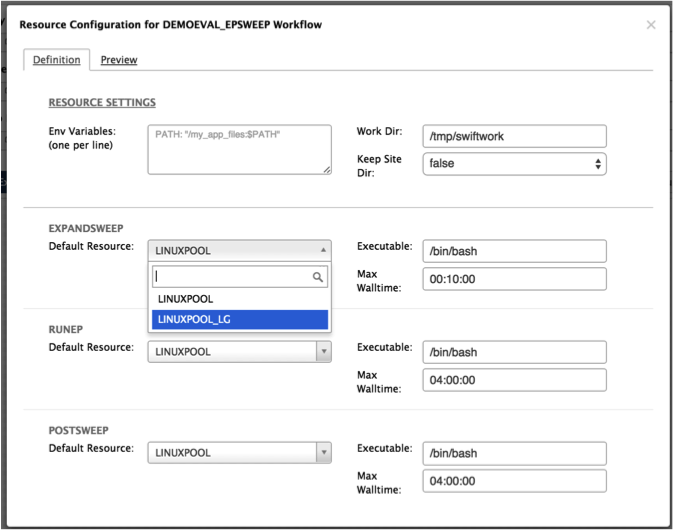 Resource Configuration for DEMOEVAL_EPSWEEP Workflow
Definition Preview
RESOURCE SETTINGS
Env Variables:
(one per line)
PATH: "/my_app_files:$PATH"
Work Dir: /tmp/swiftwork
Keep Site
Dir:
false
EXPANDSWEEP
Default Resource: LINUXPOOL
Executable: /bin/bash
LINUXPOOL
LINUXPOOL_LG
Max
Walltime:
00:10:00
RUNEP
Default Resource: LINUXPOOL
Executable: /bin/bash
Max
Walltime:
04:00:00
POSTSWEEP
Default Resource: LINUXPOOL
Executable: /bin/bash
Max
Walltime:
04:00:00